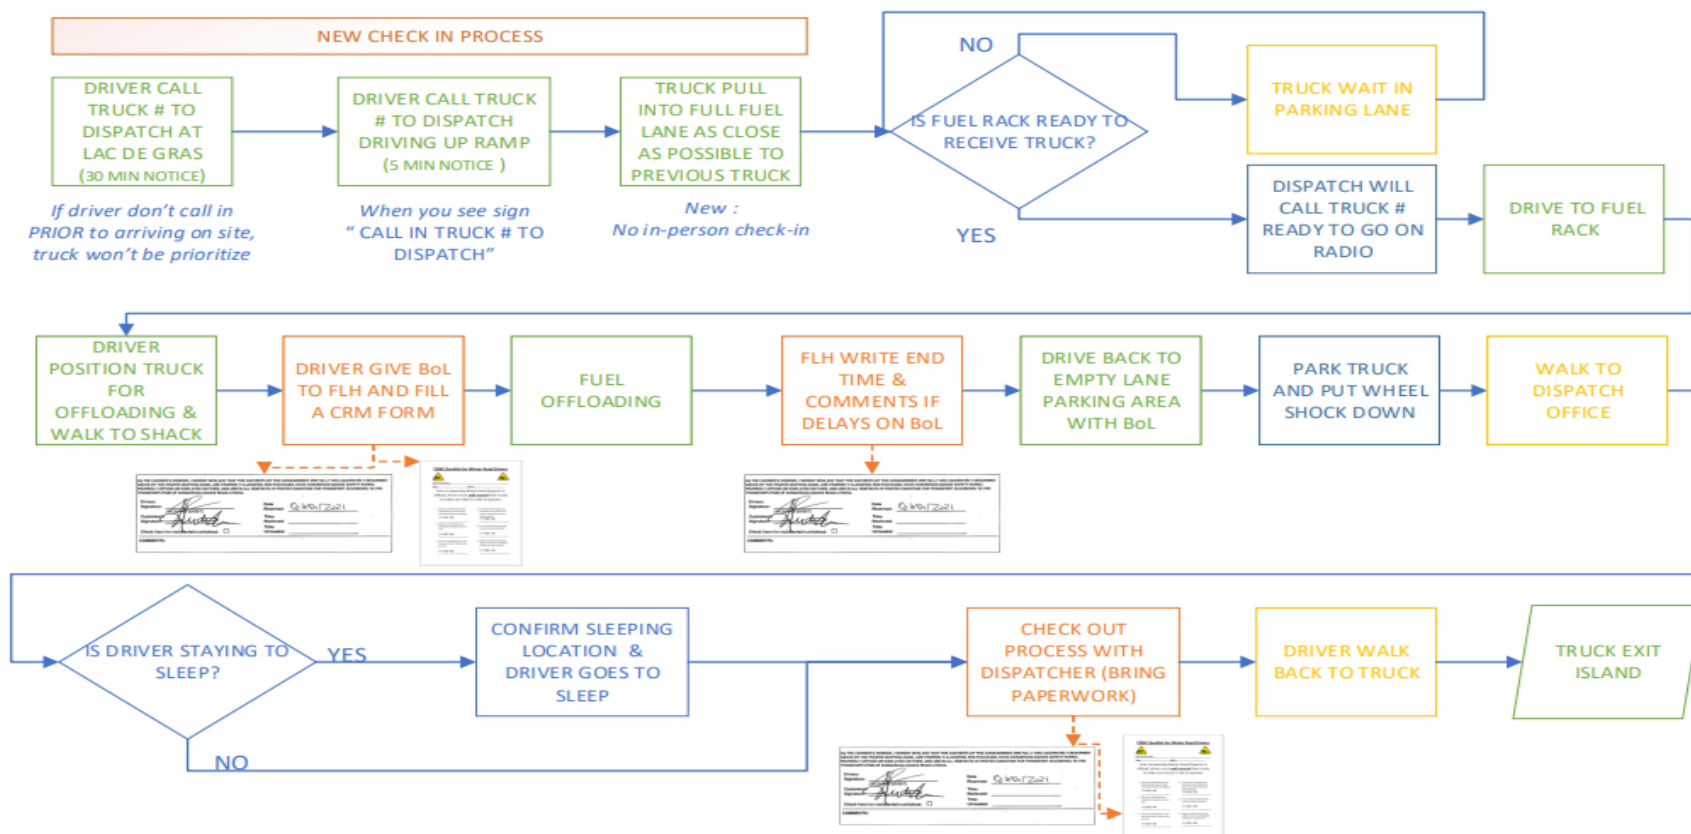 NEW CHECK IN PROCESS
DRIVER CALL
TRUCK # TO
DISPATCH AT
LAC DE GRAS
(30 MIN NOTICE)
If driver don't call in
PRIOR to arriving on site,
truck won't be prioritize
DRIVER CALL TRUCK
# TO DISPATCH
DRIVING UP RAMP
(5 MIN NOTICE )
When you see sign
" CALL IN TRUCK # TO
DISPATCH"
TRUCK PULL
INTO FULL FUEL
LANE AS CLOSE
AS POSSIBLE TO
PREVIOUS TRUCK
New :
No in-person check-in
IS FUEL RACK READY TO
RECEIVE TRUCK?
NO
TRUCK WAIT IN
PARKING LANE
YES
DISPATCH WILL
CALL TRUCK #
READY TO GO ON
RADIO
DRIVE TO FUEL
RACK
DRIVER
POSITION TRUCK
FOR
OFFLOADING &
WALK TO SHACK
DRIVER GIVE BoL
TO FLH AND FILL
A CRM FORM
FUEL
OFFLOADING
FLH WRITE END
TIME &
COMMENTS IF
DELAYS ON BoL
DRIVE BACK TO
EMPTY LANE
PARKING AREA
WITH BoL
PARK TRUCK
AND PUT WHEEL
SHOCK DOWN
WALK TO
DISPATCH
OFFICE
IS DRIVER STAYING TO
SLEEP?
YES
CONFIRM SLEEPING
LOCATION &
DRIVER GOES TO
SLEEP
NO
CHECK OUT
PROCESS WITH
DISPATCHER (BRING
PAPERWORK)
DRIVER WALK
BACK TO TRUCK
TRUCK EXIT
ISLAND